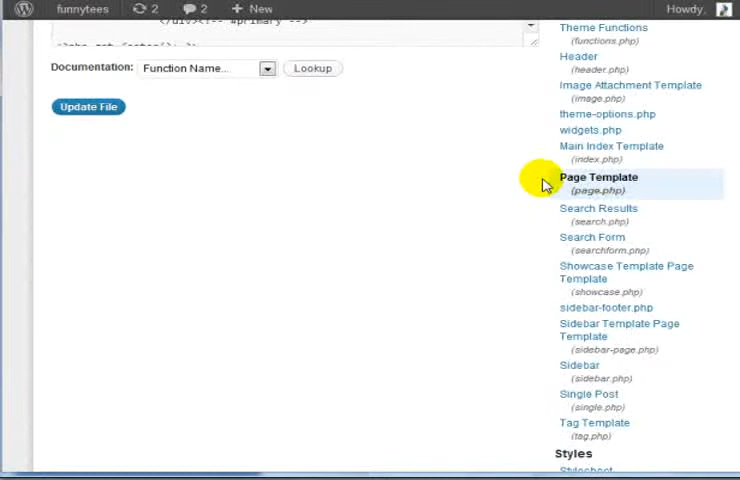 funnytees 2 2 + New Howdy,
</div><!-- #primary -->
Documentation: Function Name... Lookup
Update File
Theme Functions
(functions.php)
Header
(header.php)
Image Attachment Template
(image.php)
theme-options.php
widgets.php
Main Index Template
(index.php)
Page Template
(page.php)
Search Results
(search.php)
Search Form
(searchform.php)
Showcase Template Page
Template
(showcase.php)
sidebar-footer.php
Sidebar Template Page
Template
(sidebar-page.php)
Sidebar
(sidebar.php)
Single Post
(single.php)
Tag Template
(tag.php)
Styles